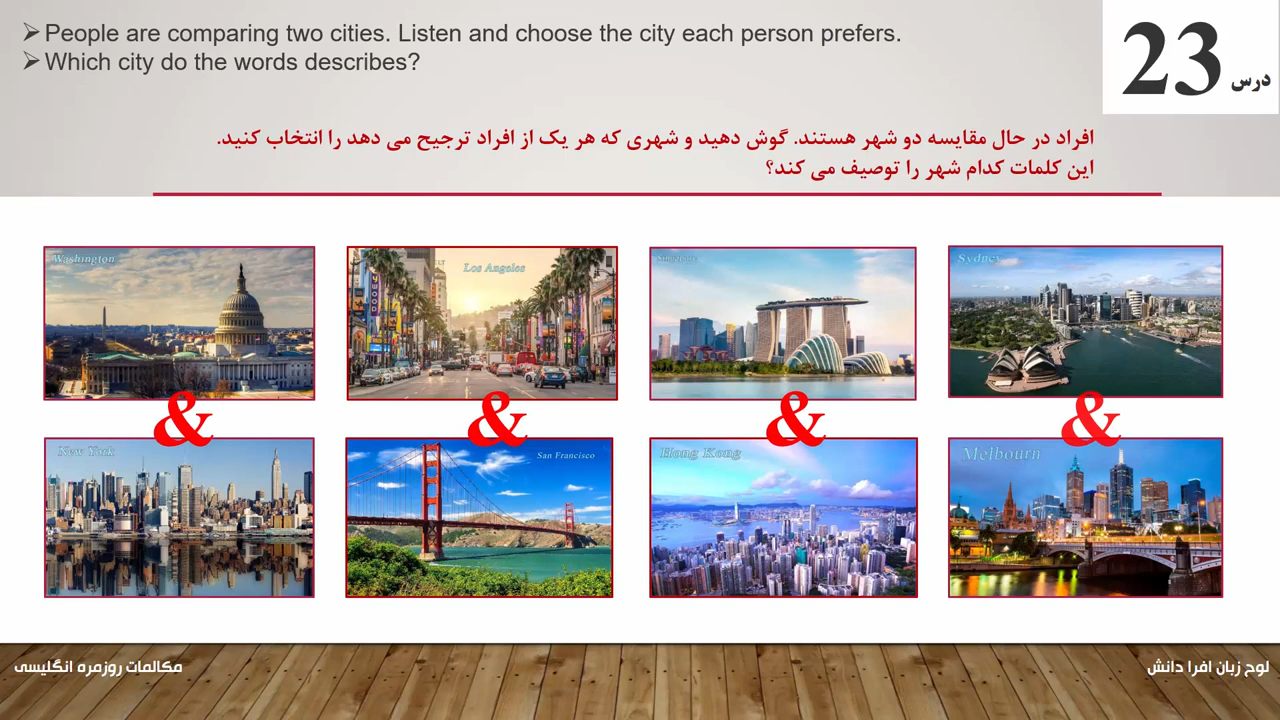 ➢ People are comparing two cities. Listen and choose the city each person prefers.
➢ Which city do the words describes?
درس 23
افراد در حال مقایسه دو شهر هستند. گوش دهید و شهری که هر یک از افراد ترجیح می دهد را انتخاب کنید.
این کلمات کدام شهر را توصیف می کند؟
Washington
Los Angeles
Singapore
Sydney
& & & &
New York
San Francisco
Hong Kong
Melbourn
مکالمات روزمره انگلیسی
لوح زبان افرا دانش